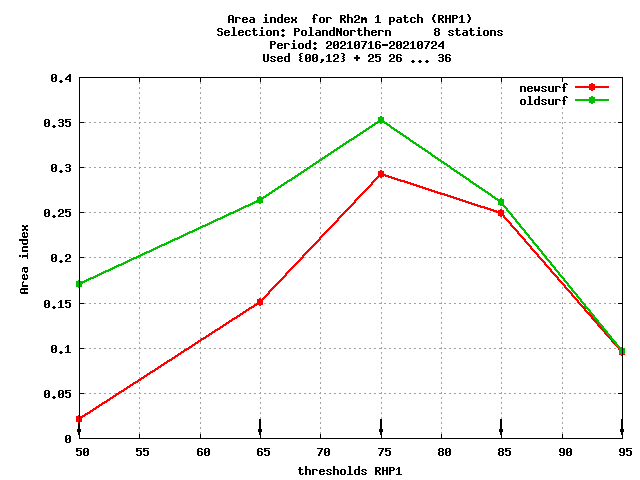 Area index  for Rh2m 1 patch (RHP1)
Selection: PolandNorthern      8 stations
Period: 20210716-20210724
Used {00,12} + 25 26 ... 36
newsurf
oldsurf
0.4
0.35
0.3
0.25
0.2
0.15
0.1
0.05
0
Area index
50 55 60 65 70 75 80 85 90 95
thresholds RHP1